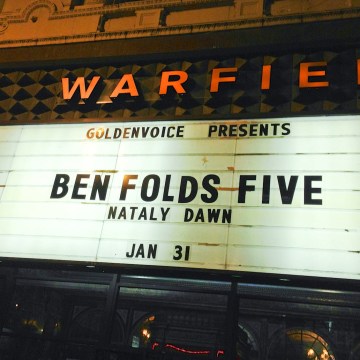 WARFIE
GOLDENVOICE PRESENTS
BEN FOLDS FIVE
NATALY DAWN
JAN 31